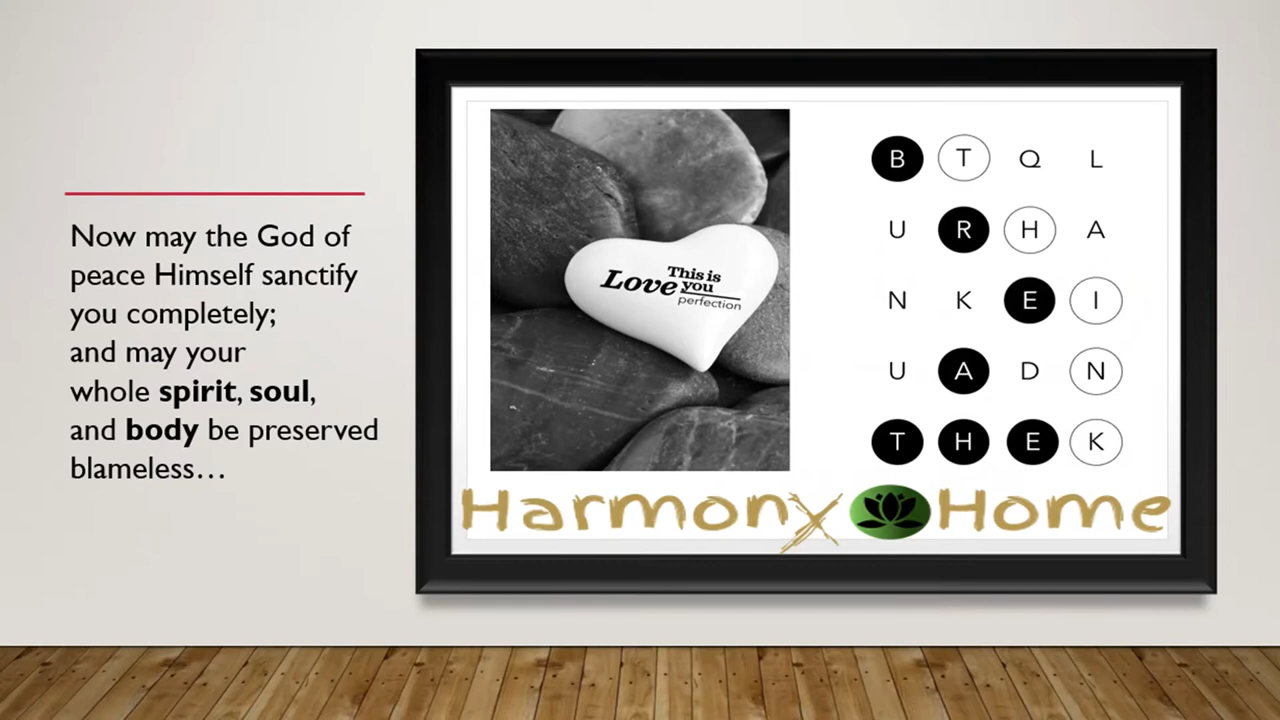 Now may the God of
peace Himself sanctify
you completely;
and may your
whole spirit, soul,
and body be preserved
blameless…
This is
Love you
perfection
B T Q L
U R H A
N K E I
U A D N
T H E K
Harmony Home